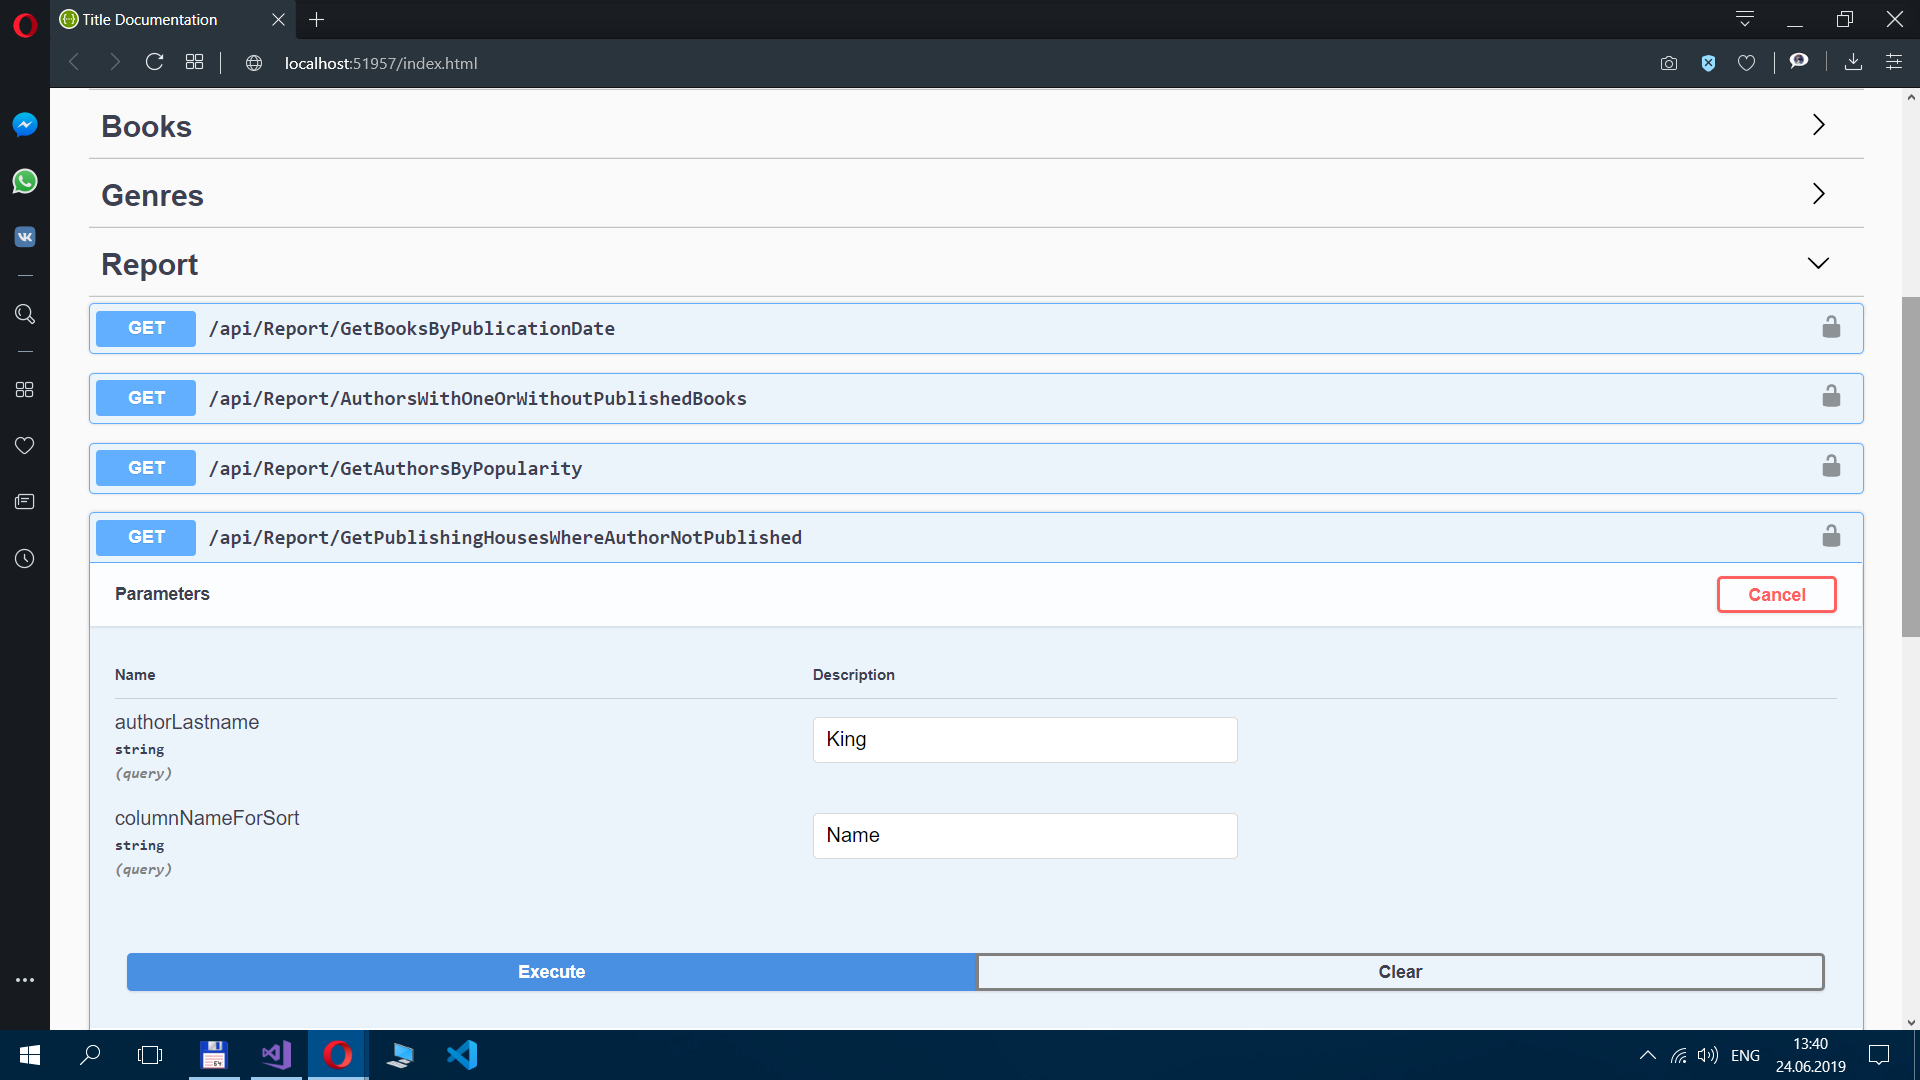 Title Documentation
localhost:51957/index.html
Books
Genres
Report
GET /api/Report/GetBooksByPublicationDate
GET /api/Report/AuthorsWithOneOrWithoutPublishedBooks
GET /api/Report/GetAuthorsByPopularity
GET /api/Report/GetPublishingHousesWhereAuthorNotPublished
Parameters
Cancel
Name Description
authorLastname
string
(query)
King
columnNameForSort
string
(query)
Name
Execute Clear
64
ENG
13:40
24.06.2019